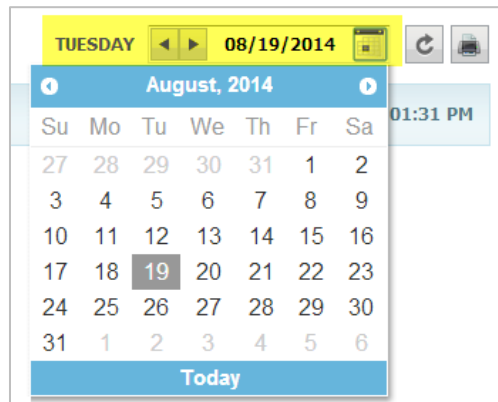 TUESDAY 08/19/2014
August, 2014
01:31 PM
Su Mo Tu We Th Fr Sa
27 28 29 30 31 1 2
3 4 5 6 7 8 9
10 11 12 13 14 15 16
17 18 19 20 21 22 23
24 25 26 27 28 29 30
31 1 2 3 4 5 6
Today